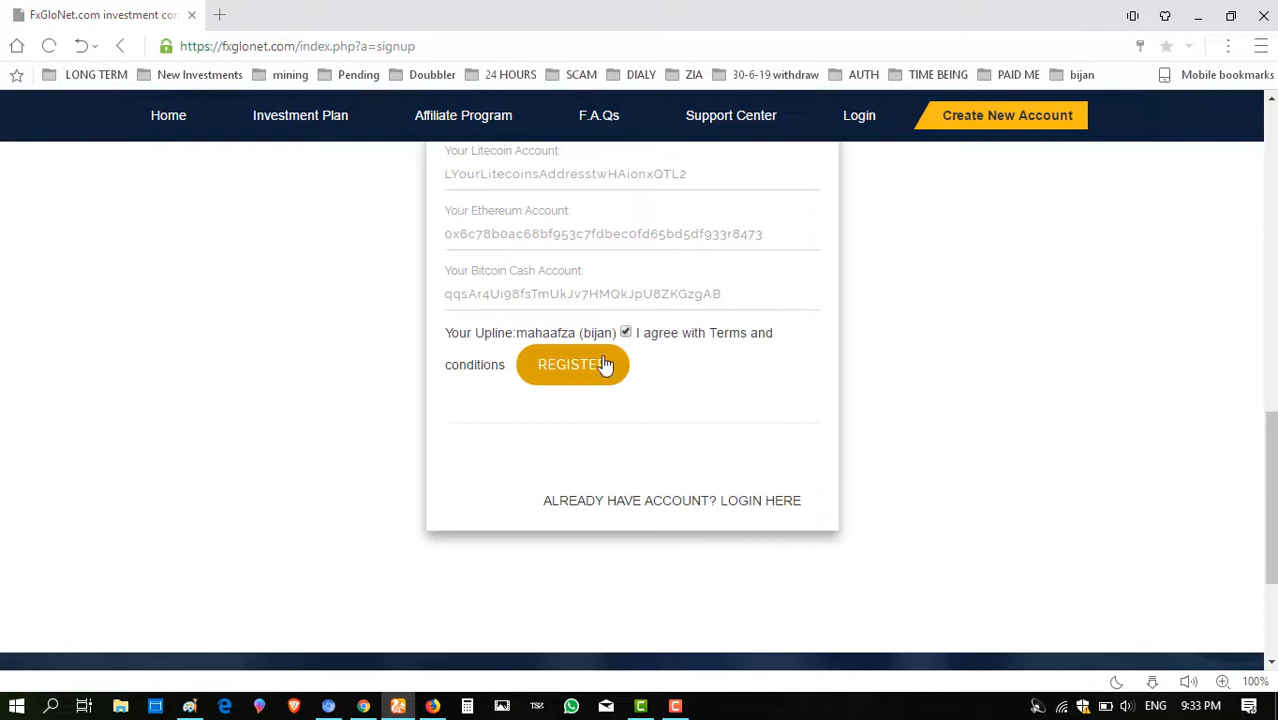 FxGloNet.com investment con
https://fxglonet.com/index.php?a=signup
LONG TERM New Investments mining Pending Doubbler 24 HOURS SCAM DIALY ZIA 30-6-19 withdraw AUTH TIME BEING PAID ME bijan Mobile bookmarks
Home Investment Plan Affiliate Program F.A.Qs Support Center Login Create New Account
Your Litecoin Account:
LYourLitecoinsAddresstwHAionxQTL2
Your Ethereum Account:
0x6c78b0ac68bf953c7fdbec0fd65bd5df933r8473
Your Bitcoin Cash Account:
qqsAr4Ui98fsTmUkJv7HMQkJpU8ZKGzgAB
Your Upline:mahaafza (bijan) I agree with Terms and
conditions REGISTER
ALREADY HAVE ACCOUNT? LOGIN HERE
100%
ENG 9:33 PM